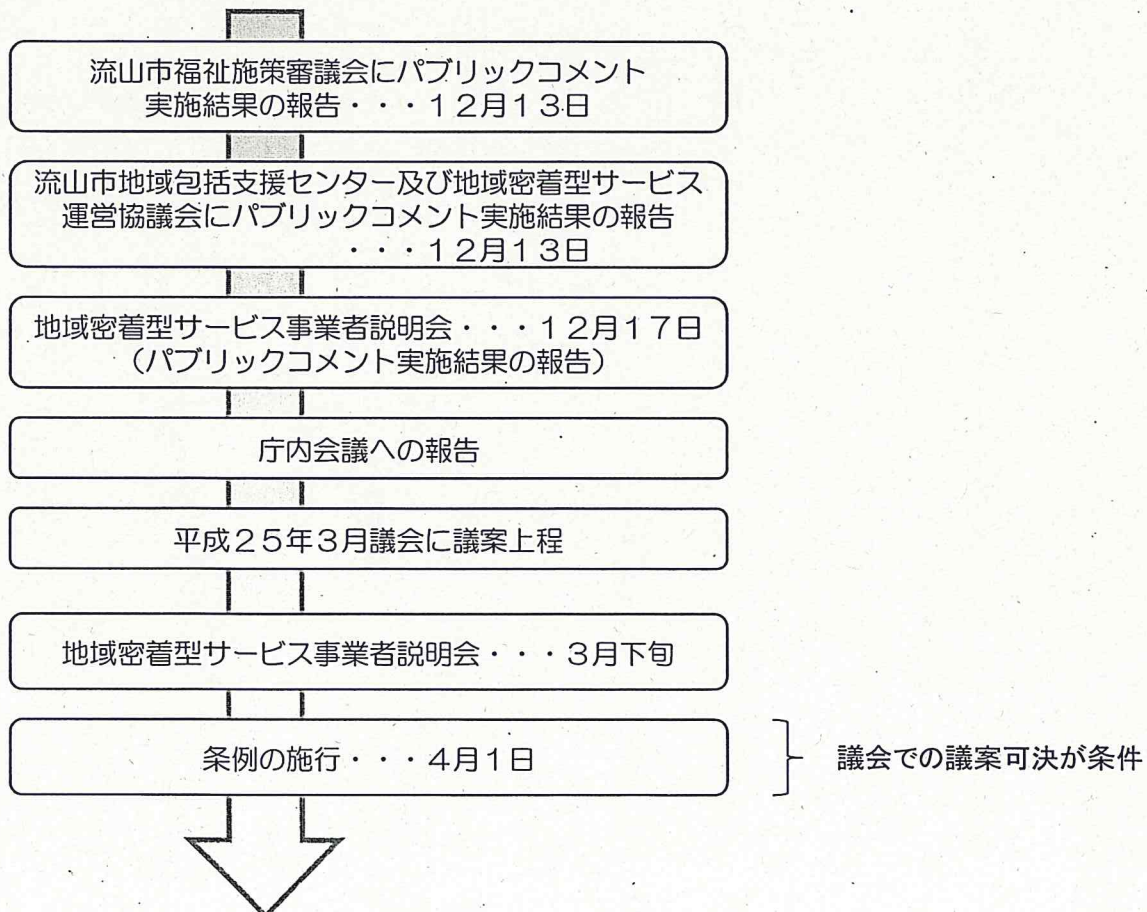 流山市福祉施策審議会にパブリックコメント
実施結果の報告・・・１２月１３日
流山市地域包括支援センター及び地域密着型サービス
運営協議会にパブリックコメント実施結果の報告
・・・１２月１３日
地域密着型サービス事業者説明会・・・１２月１７日
（パブリックコメント実施結果の報告）
庁内会議への報告
平成２５年３月議会に議案上程
地域密着型サービス事業者説明会・・・３月下旬
条例の施行・・・４月１日
議会での議案可決が条件